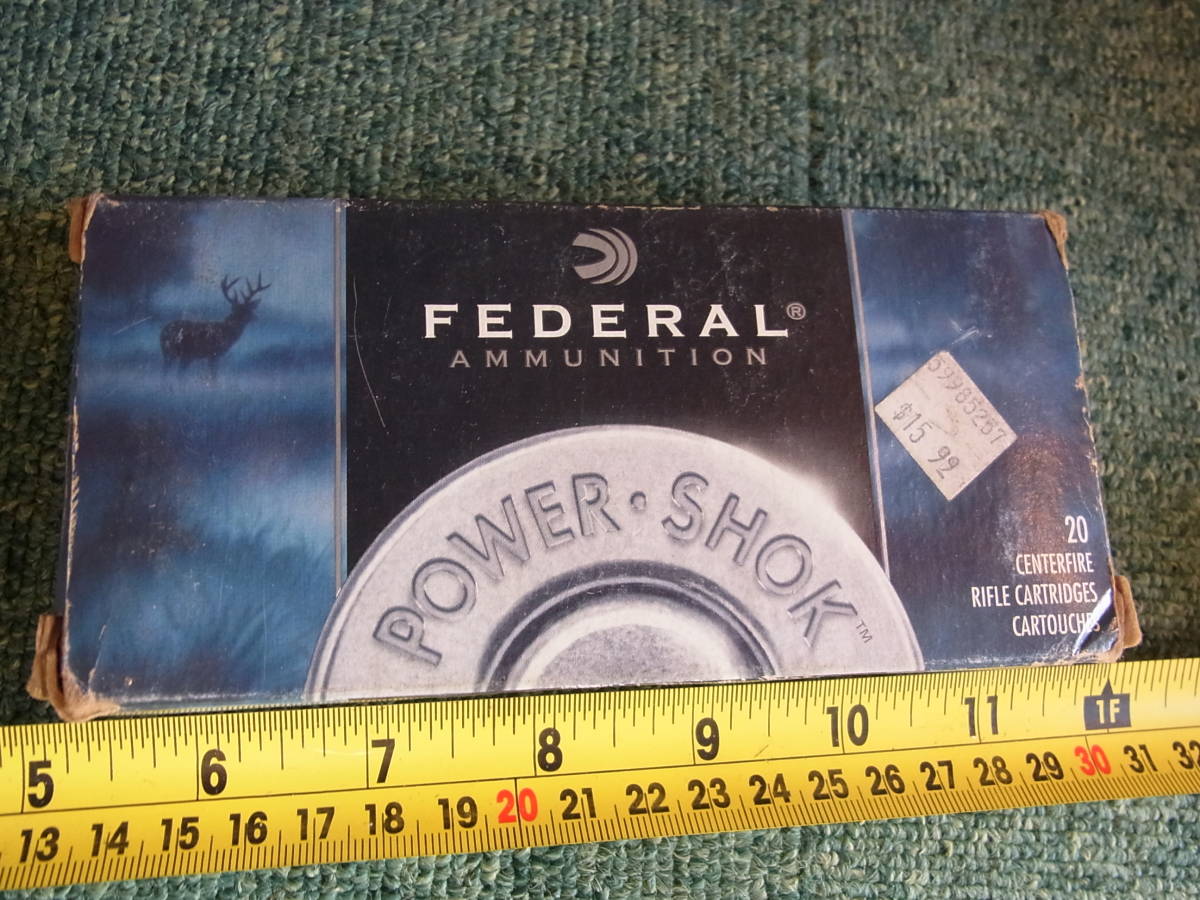 FEDERAL®
AMMUNITION
59985287
$15.99
POWER·SHOK™
20
CENTERFIRE
RIFLE CARTRIDGES
CARTOUCHES
5 6 7 8 9 10 11 1F
13 14 15 16 17 18 19 20 21 22 23 24 25 26 27 28 29 30 31 32